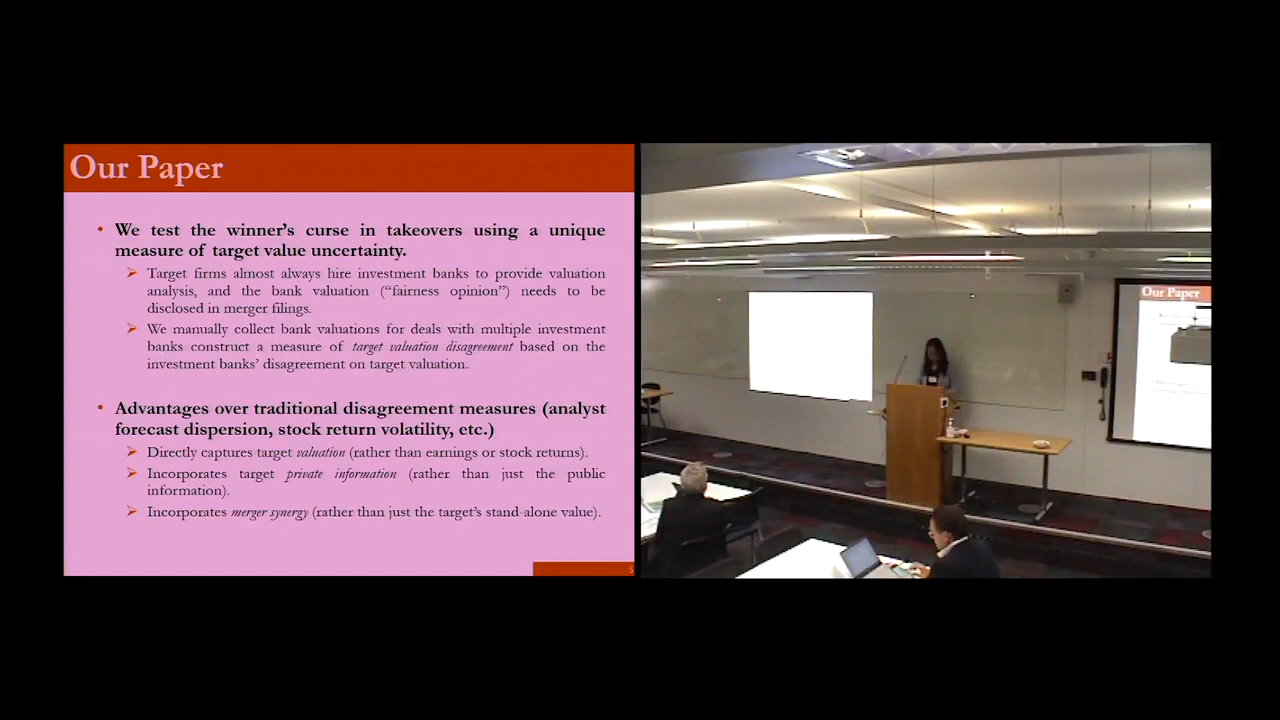 Our Paper
• We test the winner's curse in takeovers using a unique
measure of target value uncertainty.
➢ Target firms almost always hire investment banks to provide valuation
analysis, and the bank valuation (“fairness opinion”) needs to be
disclosed in merger filings.
➢ We manually collect bank valuations for deals with multiple investment
banks construct a measure of target valuation disagreement based on the
investment banks' disagreement on target valuation.
• Advantages over traditional disagreement measures (analyst
forecast dispersion, stock return volatility, etc.)
➢ Directly captures target valuation (rather than earnings or stock returns).
➢ Incorporates target private information (rather than just the public
information).
➢ Incorporates merger synergy (rather than just the target's stand-alone value).
5
Our Paper